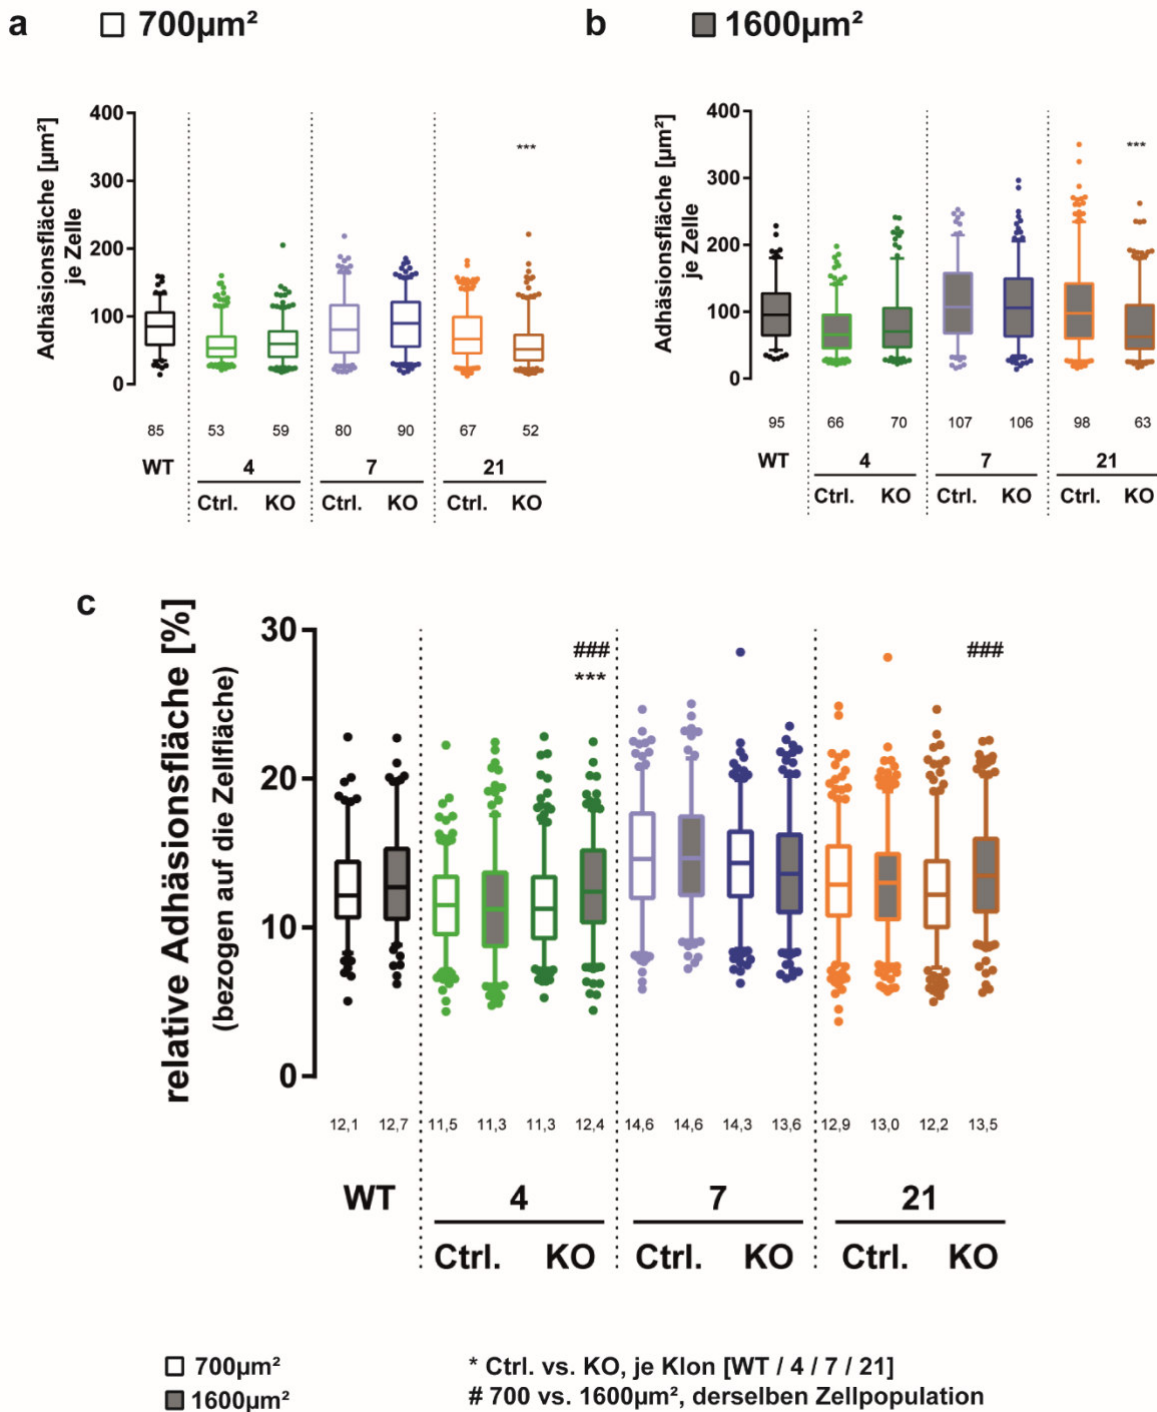 a
700µm²
b
1600µm²
Adhäsionsfläche [µm²]
je Zelle
400
300
200
100
0
***
85 53 59 80 90 67 52
WT 4 7 21
Ctrl. KO Ctrl. KO Ctrl. KO
Adhäsionsfläche [µm²]
je Zelle
400
300
200
100
0
***
95 66 70 107 106 98 63
WT 4 7 21
Ctrl. KO Ctrl. KO Ctrl. KO
c
relative Adhäsionsfläche [%]
(bezogen auf die Zellfläche)
30
20
10
0
### ###
***
12,1 12,7 11,5 11,3 11,3 12,4 14,6 14,6 14,3 13,6 12,9 13,0 12,2 13,5
WT 4 7 21
Ctrl. KO Ctrl. KO Ctrl. KO
700µm²
1600µm²
* Ctrl. vs. KO, je Klon [WT / 4 / 7 / 21]
# 700 vs. 1600µm², derselben Zellpopulation